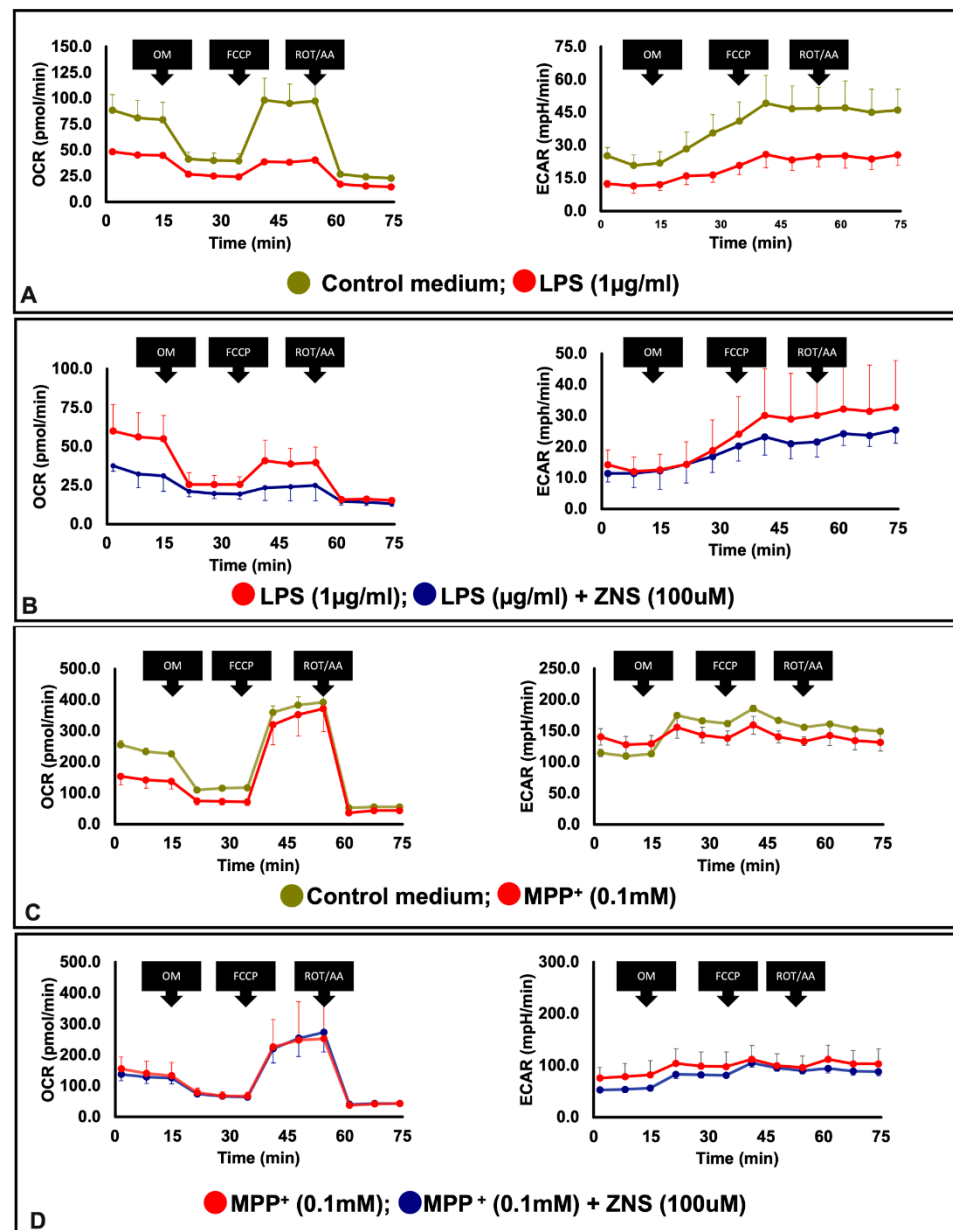 OM FCCP ROT/AA
150.0
125.0
100.0
75.0
50.0
25.0
0.0
OCR (pmol/min)
0 15 30 45 60 75
Time (min)
OM FCCP ROT/AA
75.0
60.0
45.0
30.0
15.0
0.0
ECAR (mpH/min)
0 15 30 45 60 75
Time (min)
Control medium; LPS (1µg/ml)
A
OM FCCP ROT/AA
100.0
75.0
50.0
25.0
0.0
OCR (pmol/min)
0 15 30 45 60 75
Time (min)
OM FCCP ROT/AA
50.0
40.0
30.0
20.0
10.0
0.0
ECAR (mph/min)
0 15 30 45 60 75
Time (min)
LPS (1µg/ml); LPS (µg/ml) + ZNS (100uM)
B
OM FCCP ROT/AA
500.0
400.0
300.0
200.0
100.0
0.0
OCR (pmol/min)
0 15 30 45 60 75
Time (min)
OM FCCP ROT/AA
250.0
200.0
150.0
100.0
50.0
0.0
ECAR (mpH/min)
0 15 30 45 60 75
Time (min)
Control medium; MPP⁺ (0.1mM)
C
OM FCCP ROT/AA
500.0
400.0
300.0
200.0
100.0
0.0
OCR (pmol/min)
0 15 30 45 60 75
Time (min)
OM FCCP ROT/AA
300.0
200.0
100.0
0.0
ECAR (mpH/min)
0 15 30 45 60 75
Time (min)
MPP⁺ (0.1mM); MPP ⁺ (0.1mM) + ZNS (100uM)
D